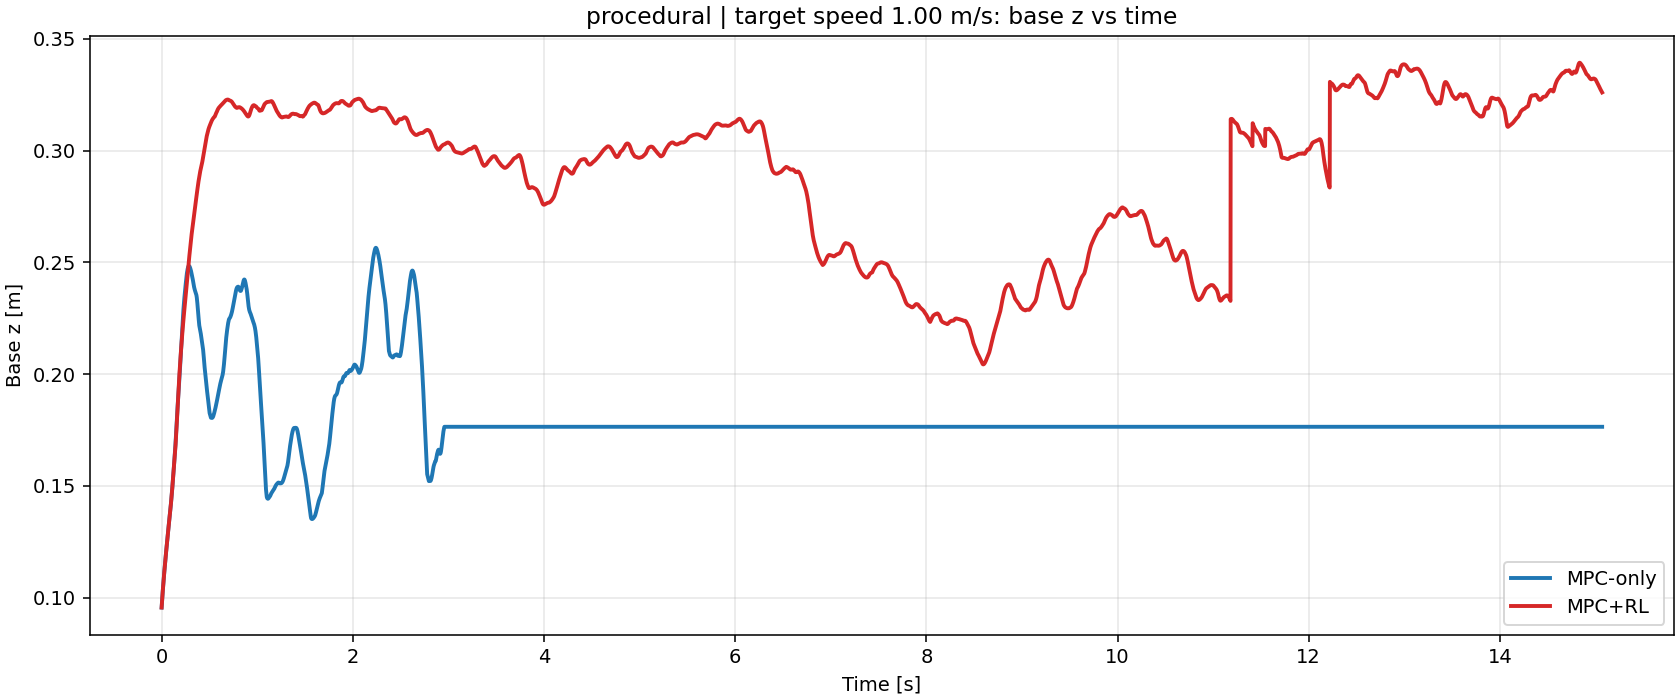 procedural | target speed 1.00 m/s: base z vs time
0.35
0.30
0.25
0.20
0.15
0.10
Base z [m]
0 2 4 6 8 10 12 14
Time [s]
MPC-only
MPC+RL